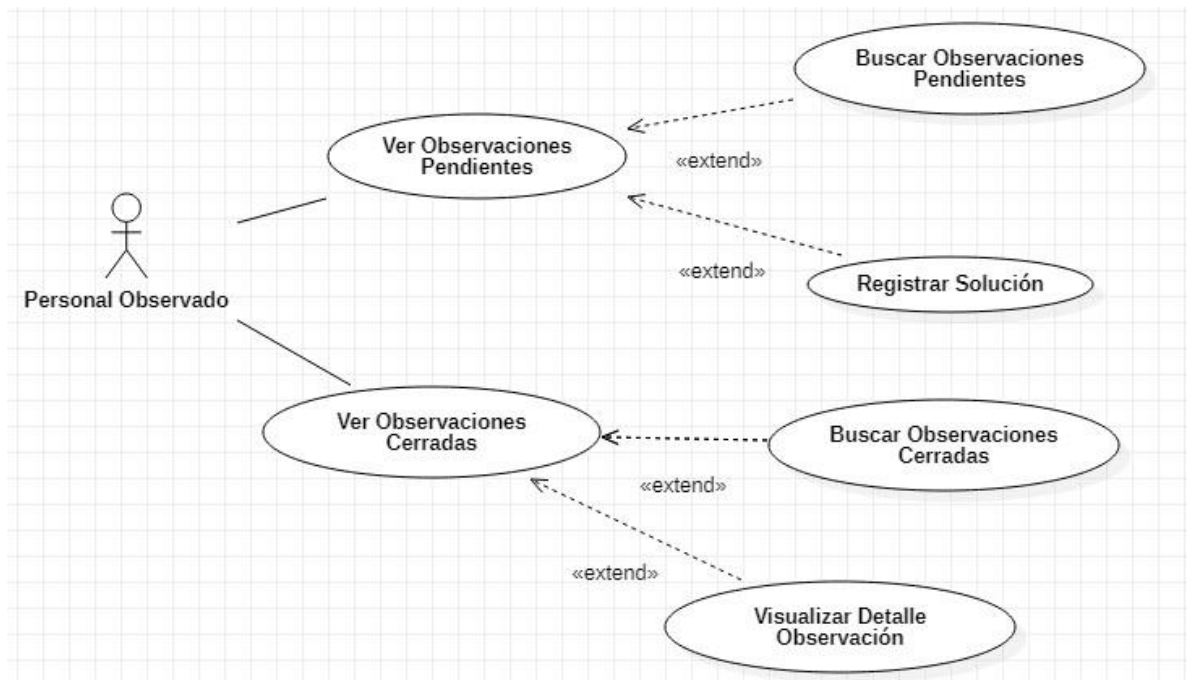 Buscar Observaciones
Pendientes
Ver Observaciones
Pendientes
«extend»
«extend»
Registrar Solución
Personal Observado
Ver Observaciones
Cerradas
Buscar Observaciones
Cerradas
«extend»
«extend»
Visualizar Detalle
Observación